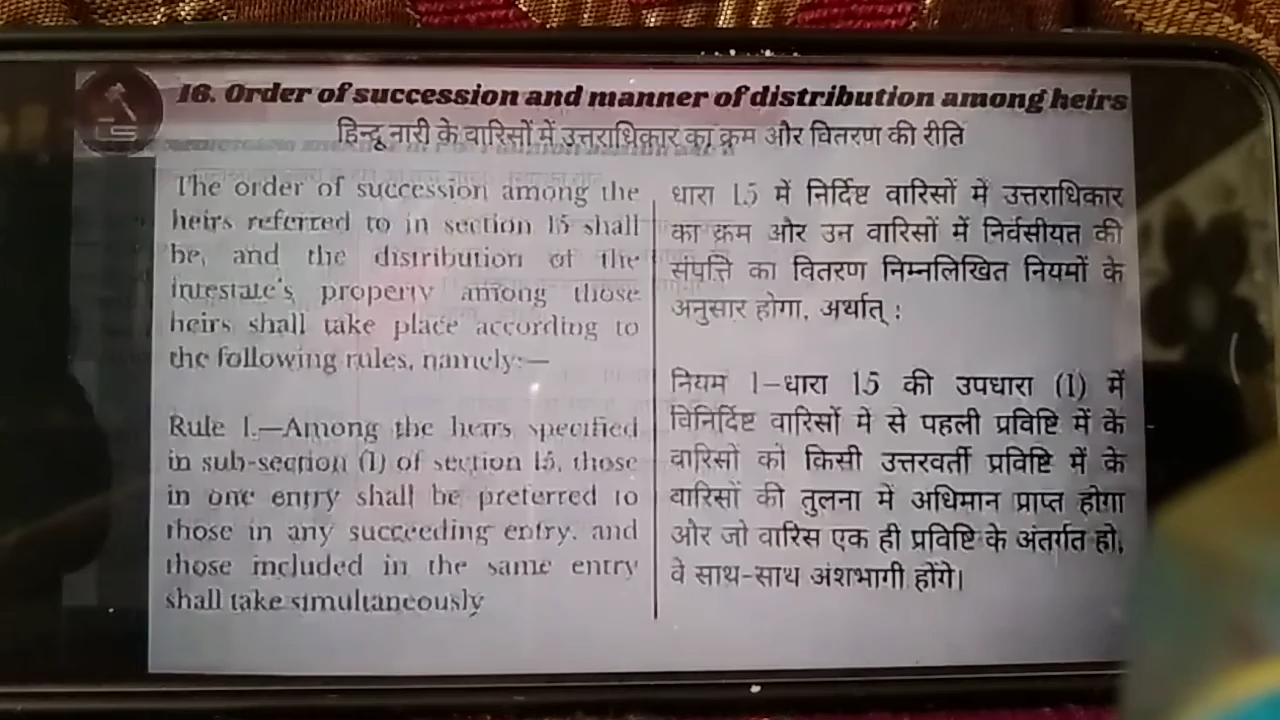 16. Order of succession and manner of distribution among heirs
हिन्दू नारी के वारिसों में उत्तराधिकार का क्रम और वितरण की रीति
The order of succession among the
heirs referred to in section 15 shall
be, and the distribution of the
intestate's property among those
heirs shall take place according to
the following rules, namely:—
Rule 1.—Among the heirs specified
in sub-section (1) of section 15, those
in one entry shall be preferred to
those in any succeeding entry, and
those included in the same entry
shall take simultaneously
धारा 15 में निर्दिष्ट वारिसों में उत्तराधिकार
का क्रम और उन वारिसों में निर्वसीयत की
संपत्ति का वितरण निम्नलिखित नियमों के
अनुसार होगा, अर्थात् :
नियम 1–धारा 15 की उपधारा (1) में
विनिर्दिष्ट वारिसों में से पहली प्रविष्टि में के
वारिसों को किसी उत्तरवर्ती प्रविष्टि में के
वारिसों की तुलना में अधिमान प्राप्त होगा
और जो वारिस एक ही प्रविष्टि के अंतर्गत हो,
वे साथ-साथ अंशभागी होंगे।